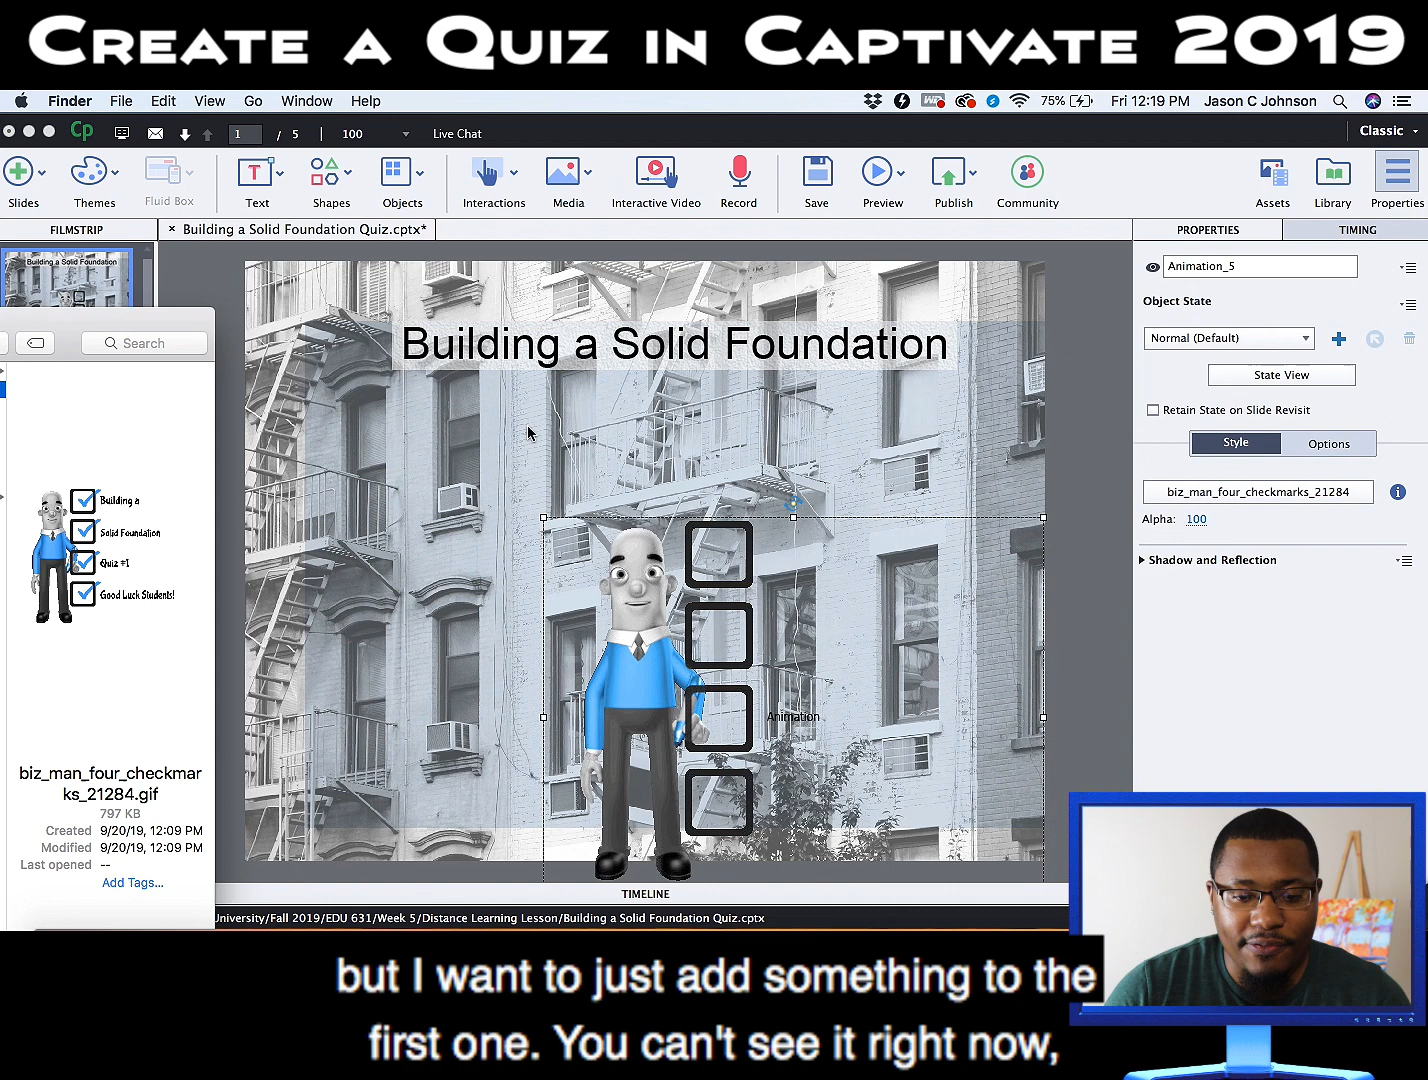 Create a Quiz in Captivate 2019
Finder File Edit View Go Window Help
75% Fri 12:19 PM Jason C Johnson
Cp 1 / 5 100 Live Chat Classic
Slides Themes Fluid Box Text Shapes Objects Interactions Media Interactive Video Record Save Preview Publish Community Assets Library Properties
FILMSTRIP
× Building a Solid Foundation Quiz.cptx*
PROPERTIES TIMING
Building a Solid Foundation
Animation_5
Object State
Normal (Default)
State View
Retain State on Slide Revisit
Style Options
biz_man_four_checkmarks_21284
Alpha: 100
Shadow and Reflection
Search
Building a
Solid Foundation
Quiz #1
Good Luck Students!
biz_man_four_checkmar
ks_21284.gif
797 KB
Created 9/20/19, 12:09 PM
Modified 9/20/19, 12:09 PM
Last opened --
Add Tags...
Building a Solid Foundation
Animation
TIMELINE
University/Fall 2019/EDU 631/Week 5/Distance Learning Lesson/Building a Solid Foundation Quiz.cptx
but I want to just add something to the
first one. You can't see it right now,